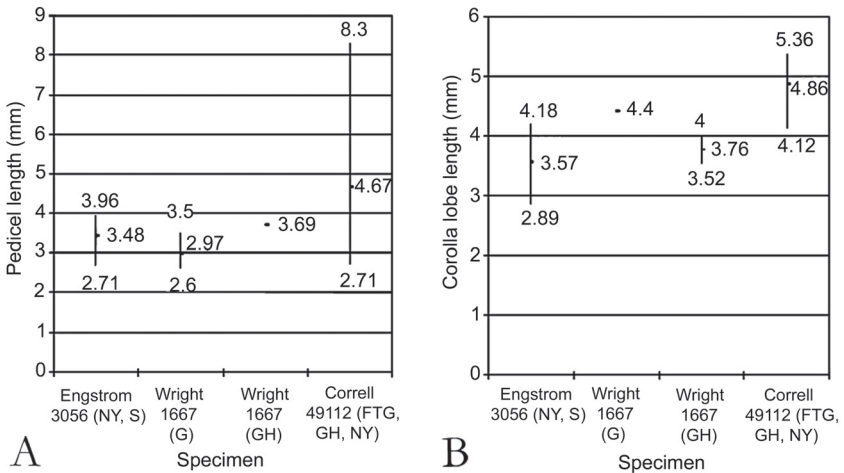 9
8
7
6
5
4
3
2
1
0
Pedicel length (mm)
8.3
4.67
2.71
3.96
3.48
2.71
3.5
2.97
2.6
3.69
Engstrom
3056 (NY, S)
Wright
1667
(G)
Wright
1667
(GH)
Correll
49112 (FTG,
GH, NY)
Specimen
A
6
5
4
3
2
1
0
Corolla lobe length (mm)
5.36
4.86
4.12
4.18
3.57
2.89
4.4
4
3.76
3.52
Engstrom
3056 (NY, S)
Wright
1667
(G)
Wright
1667
(GH)
Correll
49112 (FTG,
GH, NY)
Specimen
B